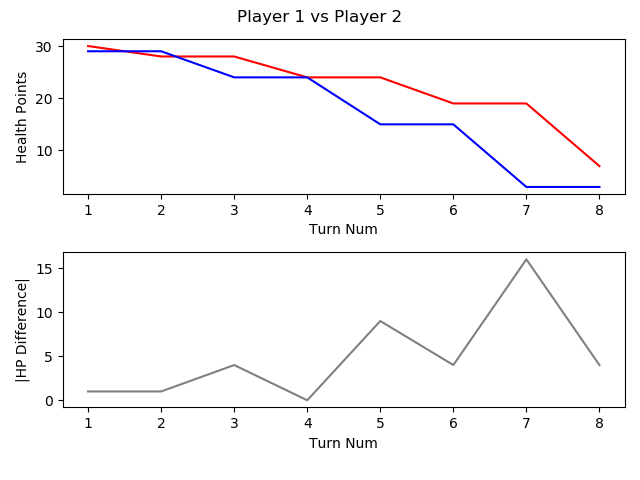 Player 1 vs Player 2
Health Points
30
20
10
1 2 3 4 5 6 7 8
Turn Num
|HP Difference|
15
10
5
0
1 2 3 4 5 6 7 8
Turn Num